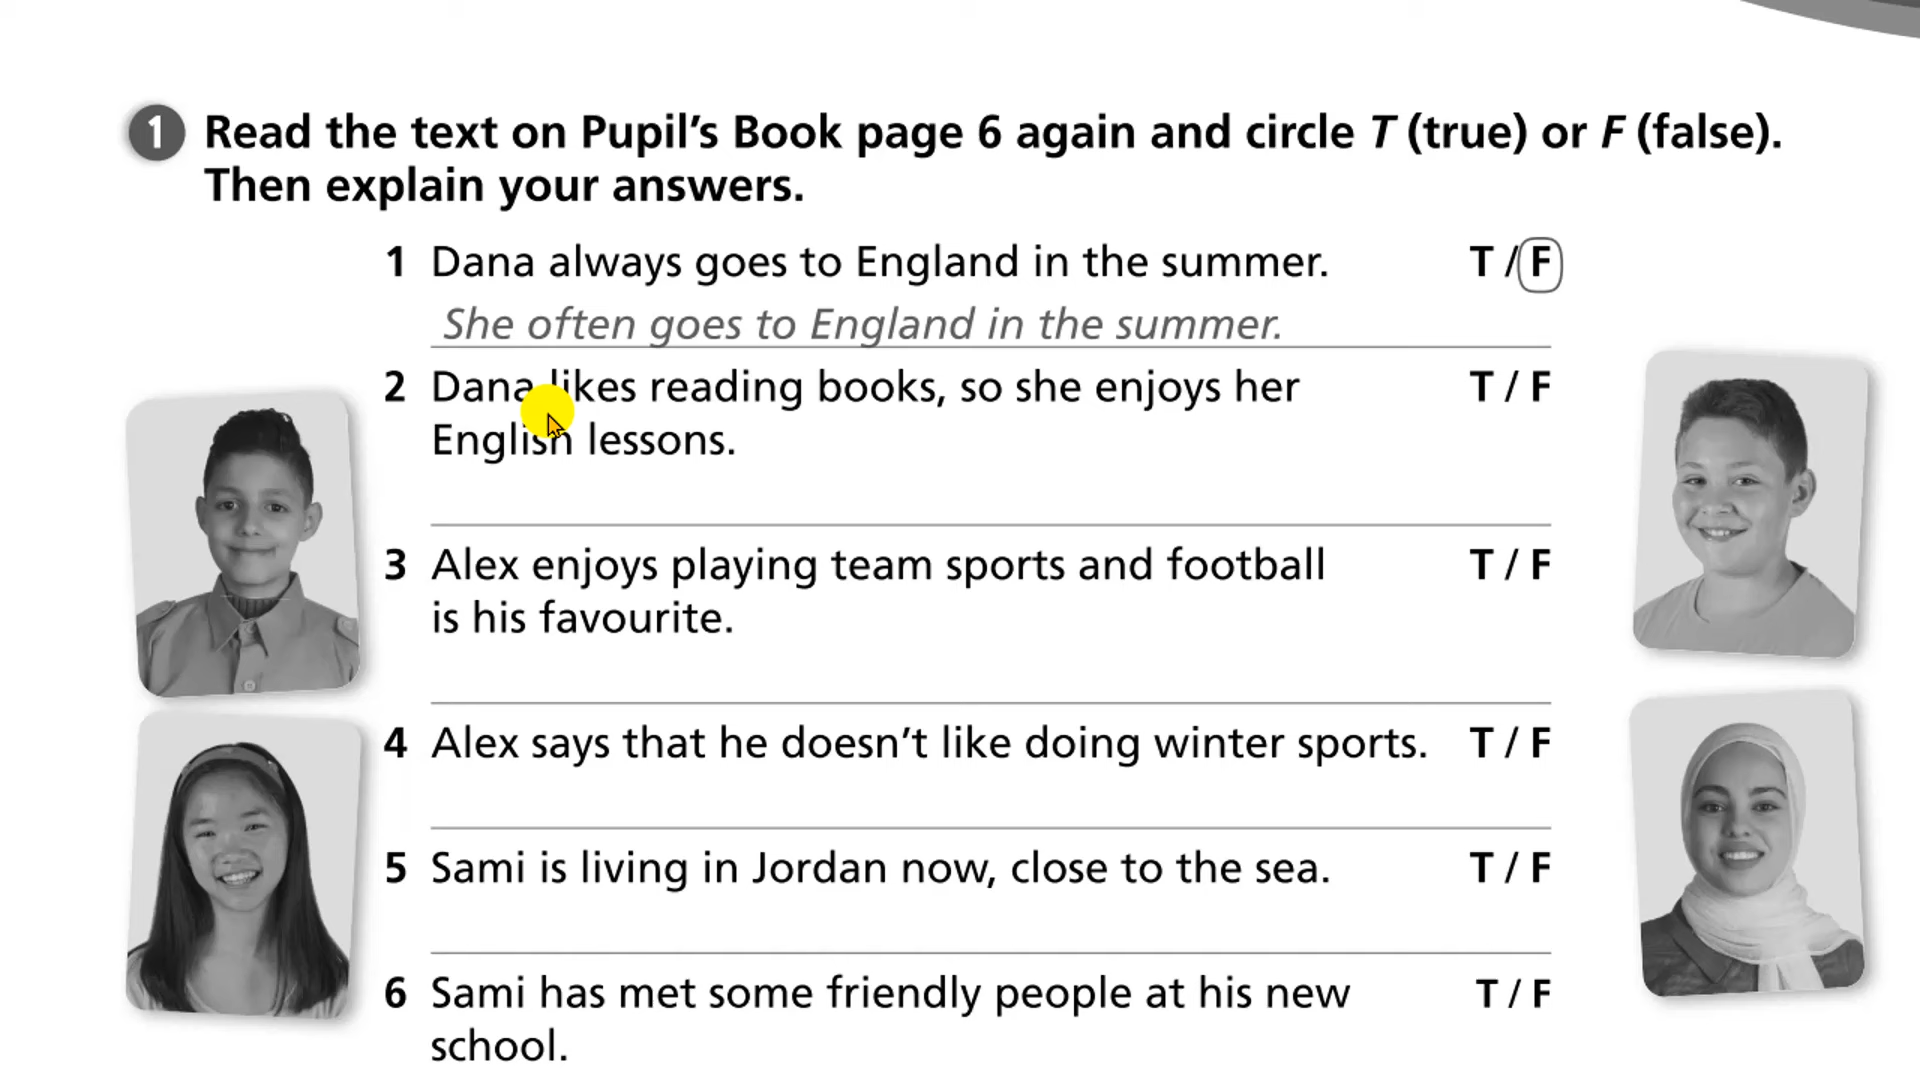 1 Read the text on Pupil’s Book page 6 again and circle T (true) or F (false).
Then explain your answers.
1 Dana always goes to England in the summer. T / F
She often goes to England in the summer.
2 Dana likes reading books, so she enjoys her T / F
English lessons.
3 Alex enjoys playing team sports and football T / F
is his favourite.
4 Alex says that he doesn’t like doing winter sports. T / F
5 Sami is living in Jordan now, close to the sea. T / F
6 Sami has met some friendly people at his new T / F
school.